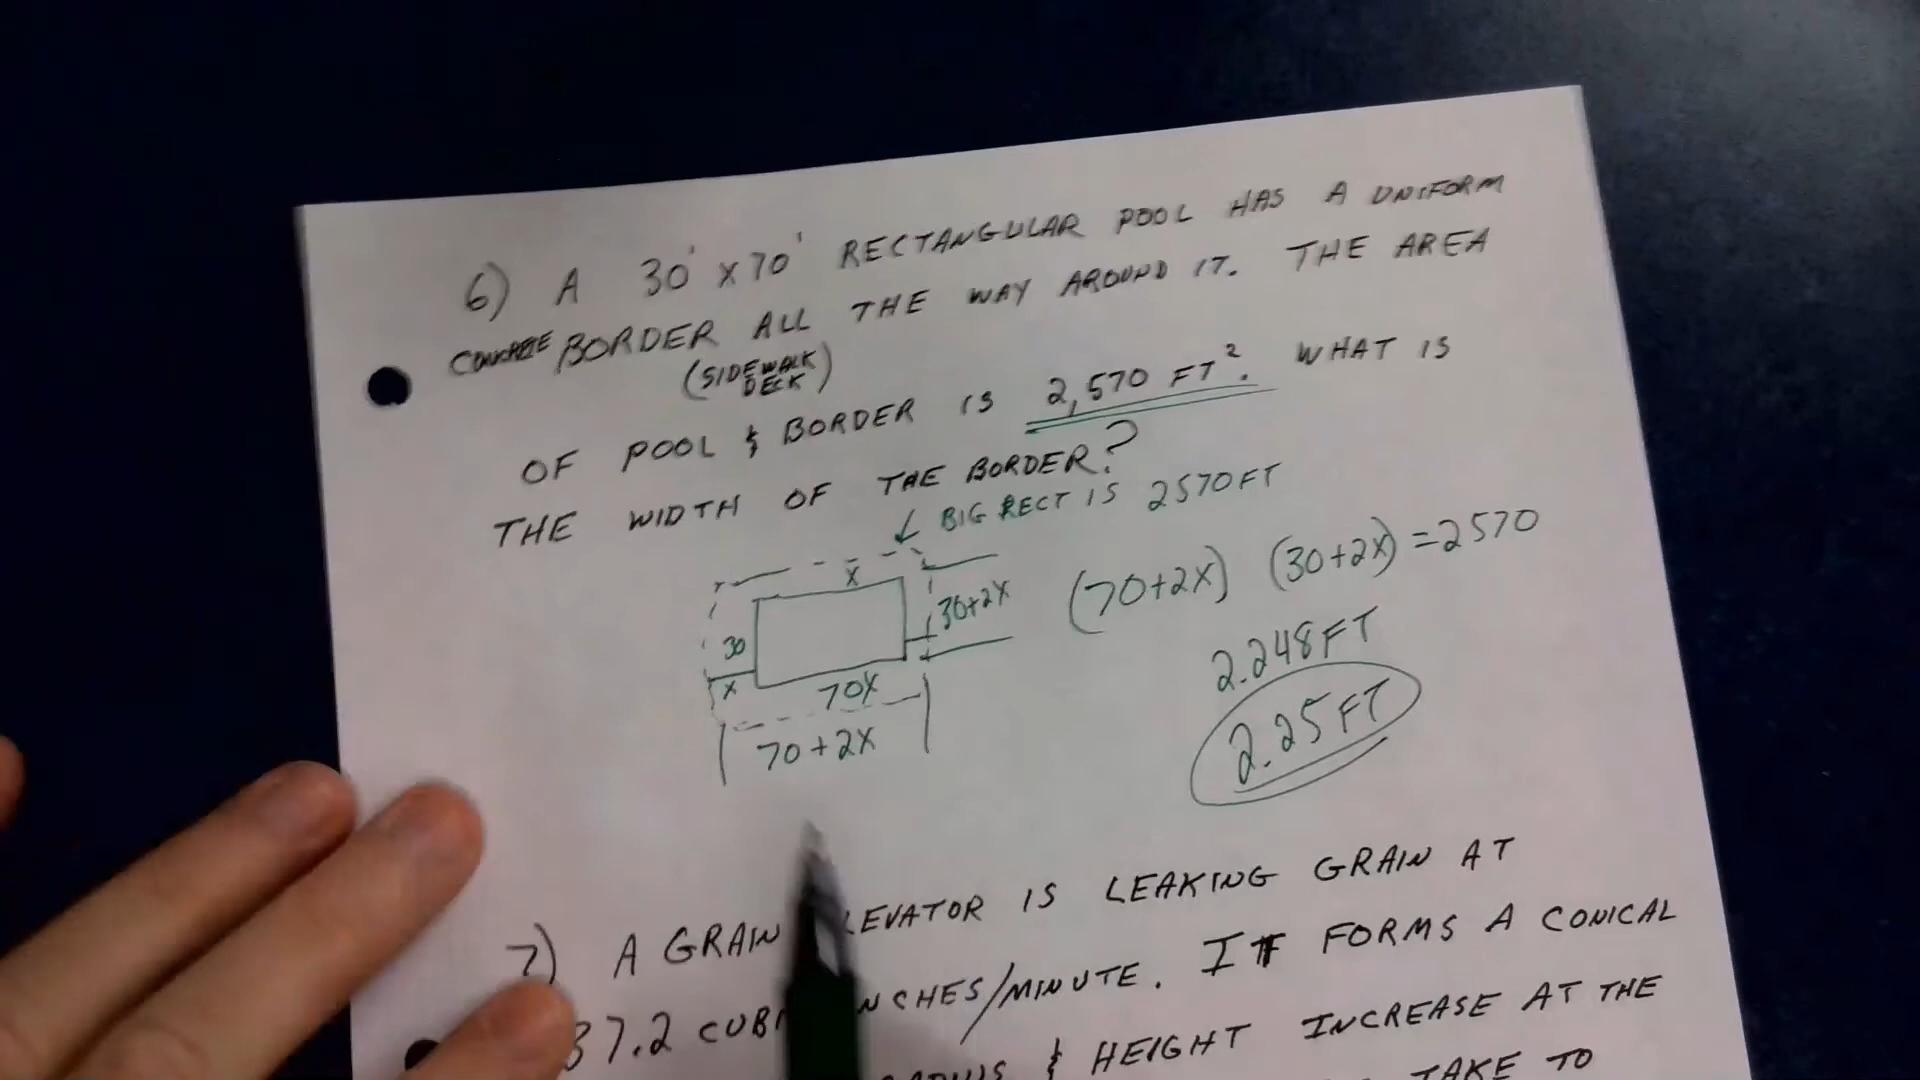 6) A 30' x 70' RECTANGULAR POOL HAS A UNIFORM
CONCRETE BORDER ALL THE WAY AROUND IT. THE AREA
(SIDEWALK
DECK)
OF POOL & BORDER IS 2,570 FT². WHAT IS
THE WIDTH OF THE BORDER?
BIG RECT IS 2570FT
x
30
30+2X
x
70X
70+2X
(70+2X) (30+2X) = 2570
2.248 FT
2.25 FT
7) A GRAIN LEVATOR IS LEAKING GRAIN AT
37.2 CUBI NCHES/MINUTE. IT FORMS A CONICAL
& HEIGHT INCREASE AT THE
TAKE TO